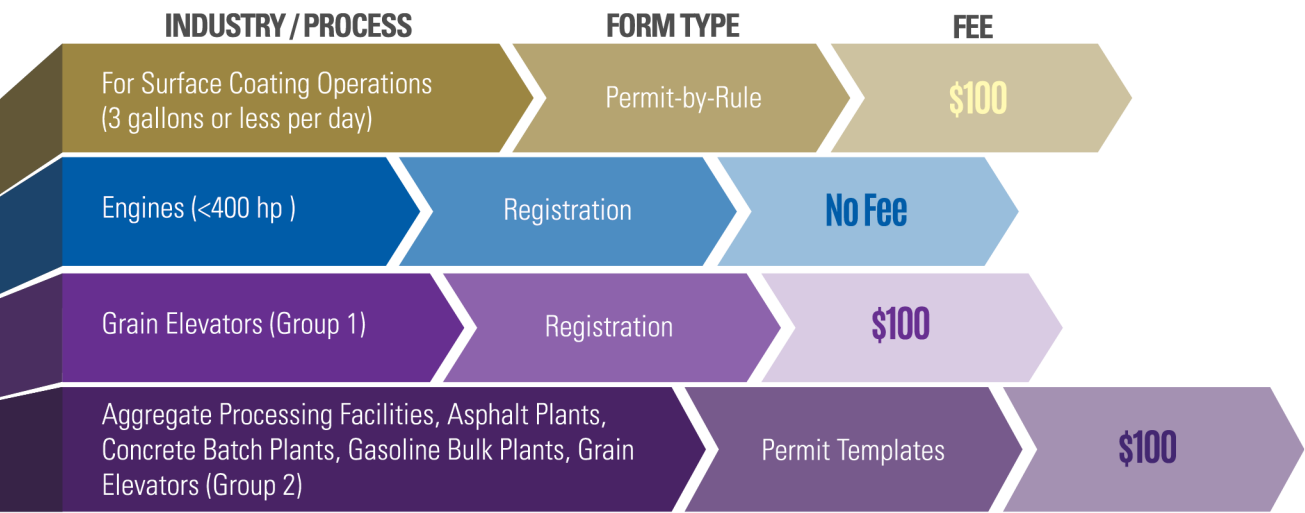 INDUSTRY / PROCESS FORM TYPE FEE
For Surface Coating Operations
(3 gallons or less per day)
Permit-by-Rule
$100
Engines (<400 hp )
Registration
No Fee
Grain Elevators (Group 1)
Registration
$100
Aggregate Processing Facilities, Asphalt Plants,
Concrete Batch Plants, Gasoline Bulk Plants, Grain
Elevators (Group 2)
Permit Templates
$100